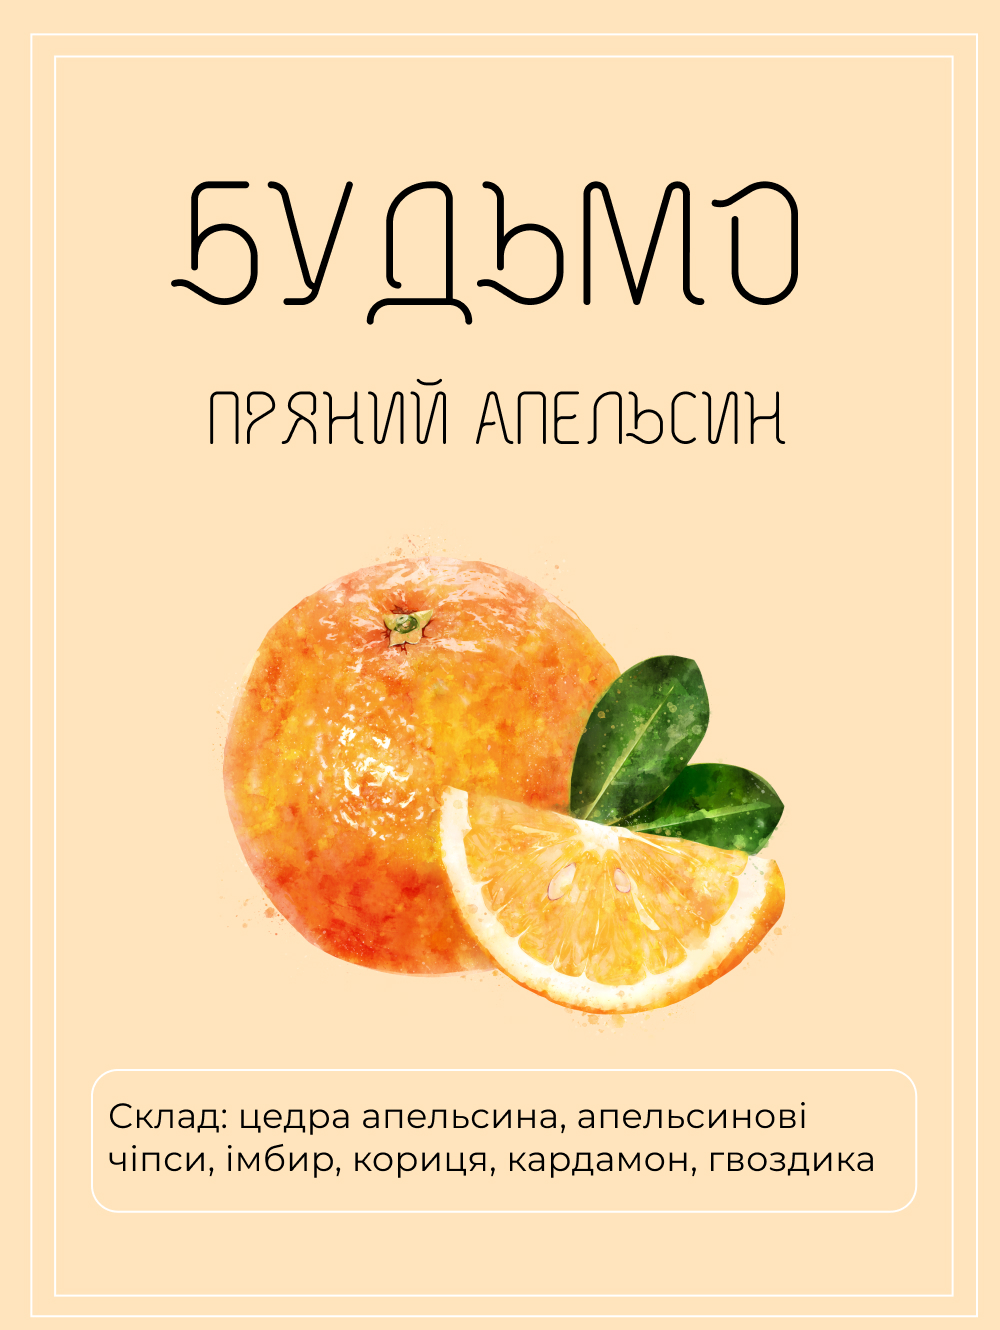 БУДЬМО
ПРЯНИЙ АПЕЛЬСИН
Склад: цедра апельсина, апельсинові
чіпси, імбир, кориця, кардамон, гвоздика